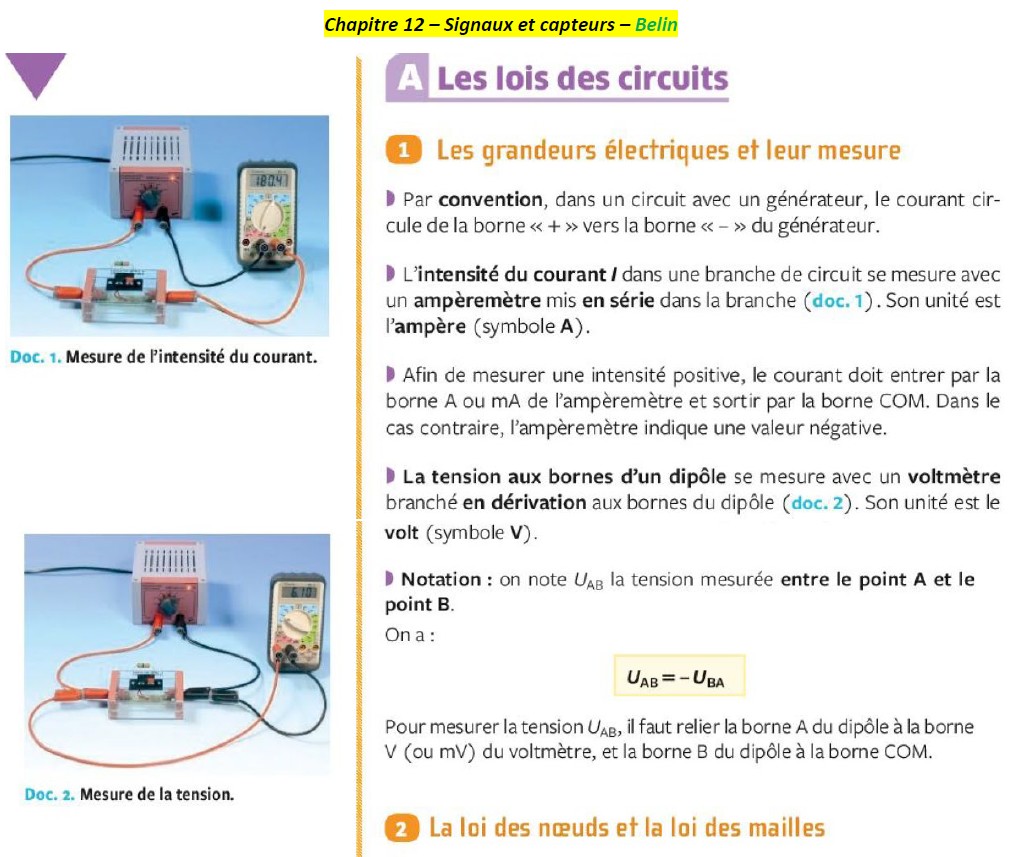 Chapitre 12 – Signaux et capteurs – Belin
A Les lois des circuits
1 Les grandeurs électriques et leur mesure
Par convention, dans un circuit avec un générateur, le courant cir-
cule de la borne « + » vers la borne « – » du générateur.
L'intensité du courant I dans une branche de circuit se mesure avec
un ampèremètre mis en série dans la branche (doc. 1). Son unité est
l'ampère (symbole A).
Afin de mesurer une intensité positive, le courant doit entrer par la
borne A ou mA de l'ampèremètre et sortir par la borne COM. Dans le
cas contraire, l'ampèremètre indique une valeur négative.
La tension aux bornes d'un dipôle se mesure avec un voltmètre
branché en dérivation aux bornes du dipôle (doc. 2). Son unité est le
volt (symbole V).
Notation : on note UAB la tension mesurée entre le point A et le
point B.
On a :
UAB = – UBA
Pour mesurer la tension UAB, il faut relier la borne A du dipôle à la borne
V (ou mV) du voltmètre, et la borne B du dipôle à la borne COM.
2 La loi des nœuds et la loi des mailles
180.4
Doc. 1. Mesure de l'intensité du courant.
6.10
Doc. 2. Mesure de la tension.